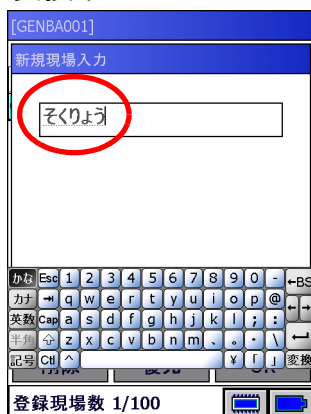 [GENBA001]
新規現場入力
そくりょう
かな Esc 1 2 3 4 5 6 7 8 9 0 - ←BS
カナ →| q w e r t y u i o p @ ← →
英数 Cap a s d f g h j k l ; :
半角 ⇧ z x c v b n m 、 。 ・ \ ↵
記号 Ctl ^ ¥ 「 」 変換
登録現場数 1/100